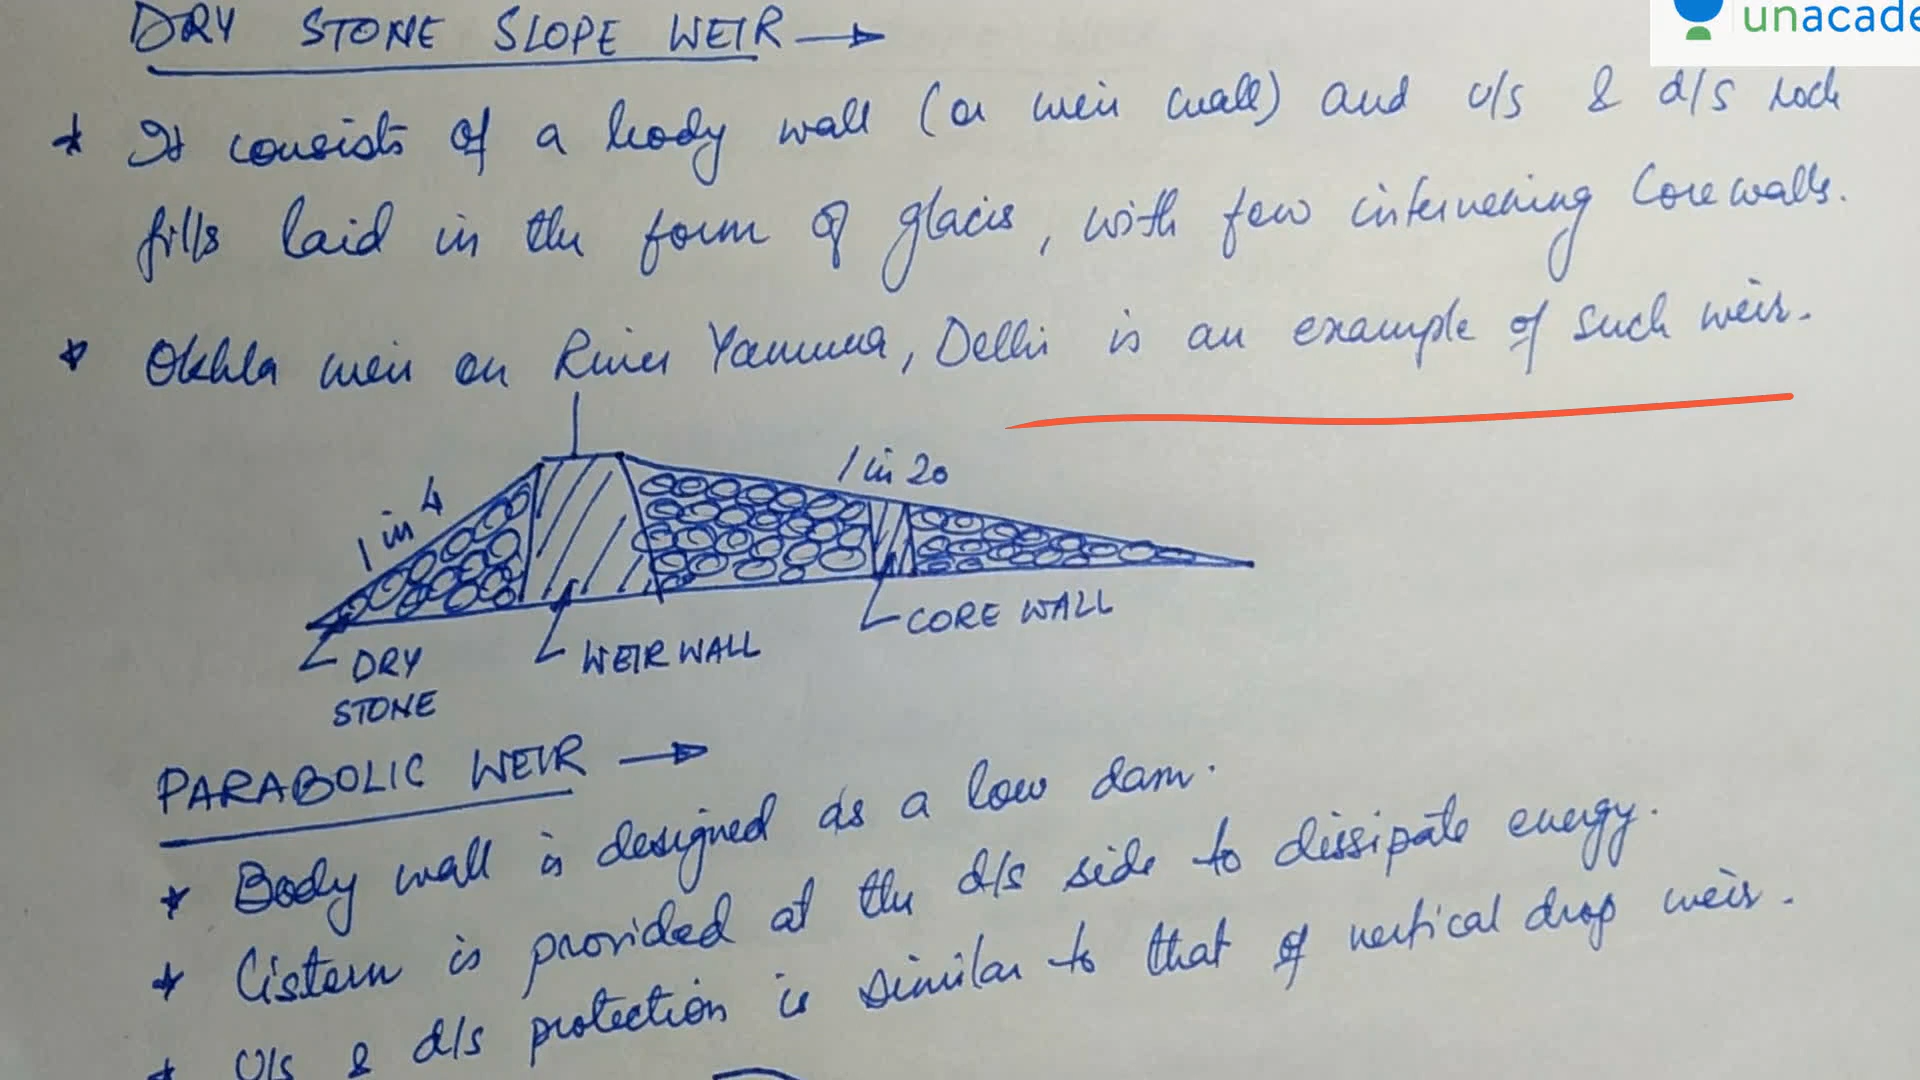 DRY STONE SLOPE WEIR →
unacade
* It consists of a body wall (or weir wall) and U/S & d/s rock
fills laid in the form of glacis, with few intervening Core walls.
* Okhla weir on River Yamuna, Delhi is an example of such weir.
1 in 4
1 in 20
CORE WALL
WEIR WALL
DRY
STONE
PARABOLIC WEIR →
* Body wall is designed as a low dam.
* Cistern is provided at the d/s side to dissipate energy.
* U/s & d/s protection is similar to that of vertical drop weir.